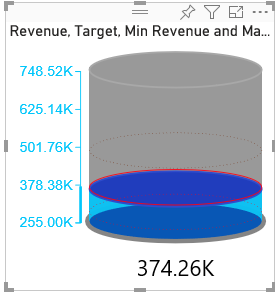 Revenue, Target, Min Revenue and Ma...
748.52K
625.14K
501.76K
378.38K
255.00K
374.26K